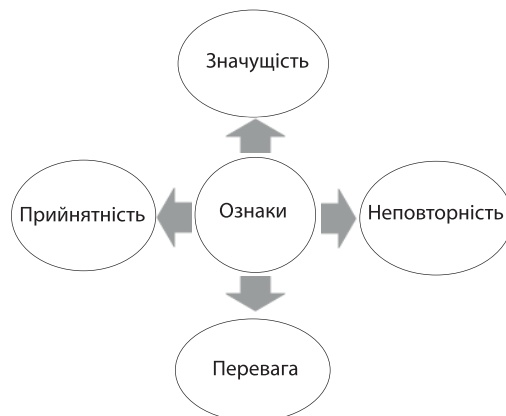 Значущість
Прийнятність
Ознаки
Неповторність
Перевага